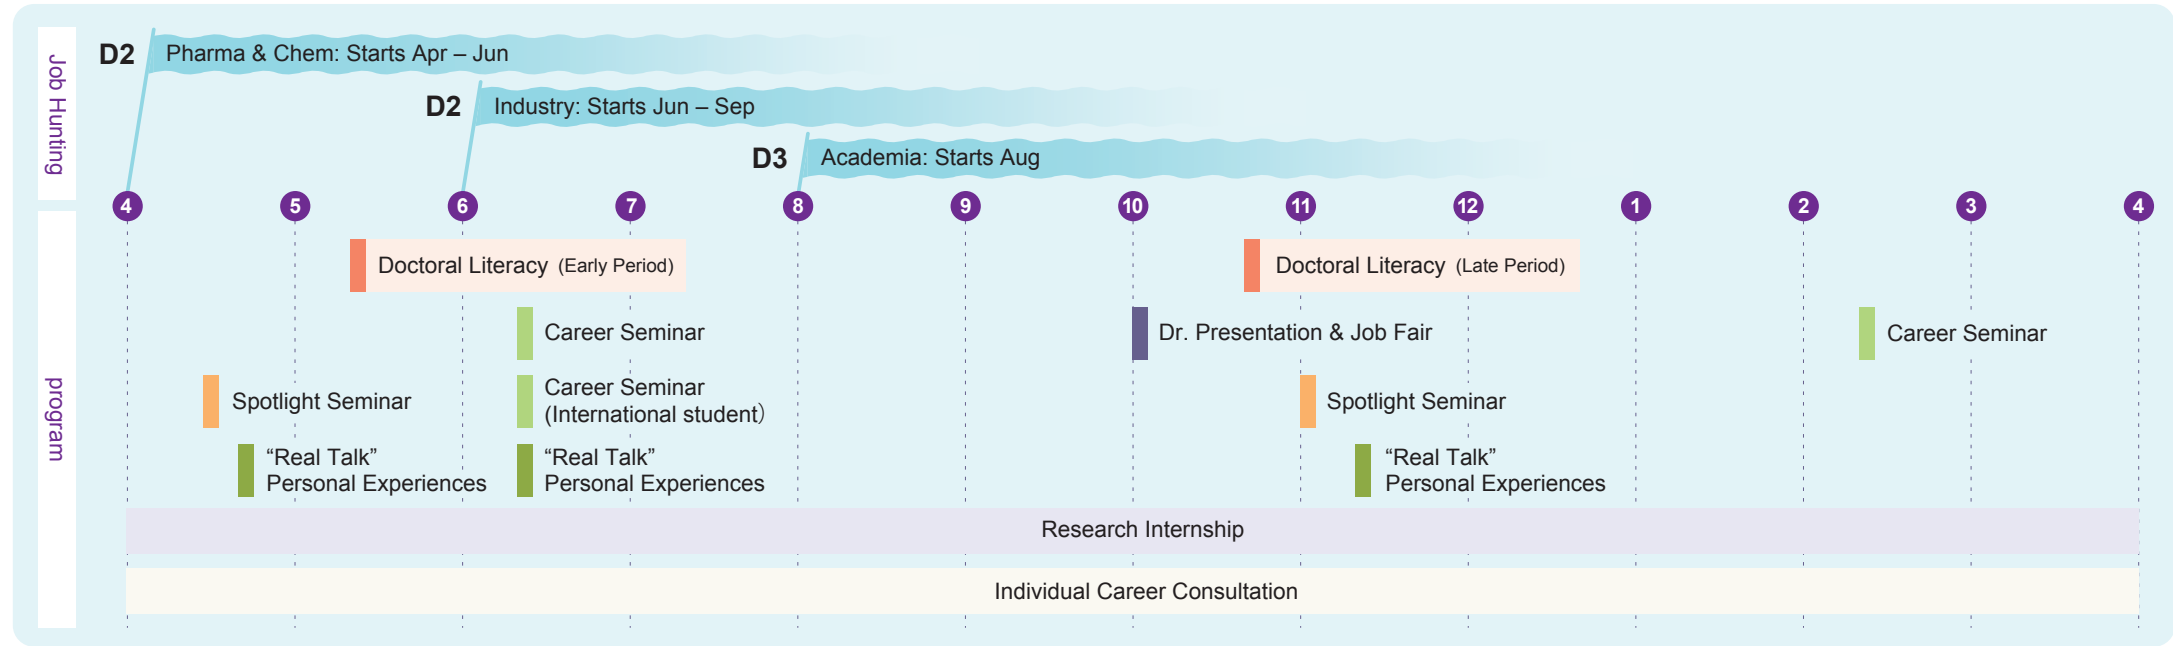 Job Hunting
D2 Pharma & Chem: Starts Apr – Jun
D2 Industry: Starts Jun – Sep
D3 Academia: Starts Aug
4 5 6 7 8 9 10 11 12 1 2 3 4
program
Doctoral Literacy (Early Period)
Doctoral Literacy (Late Period)
Career Seminar
Dr. Presentation & Job Fair
Career Seminar
Spotlight Seminar
Career Seminar
(International student）
Spotlight Seminar
“Real Talk”
Personal Experiences
“Real Talk”
Personal Experiences
“Real Talk”
Personal Experiences
Research Internship
Individual Career Consultation